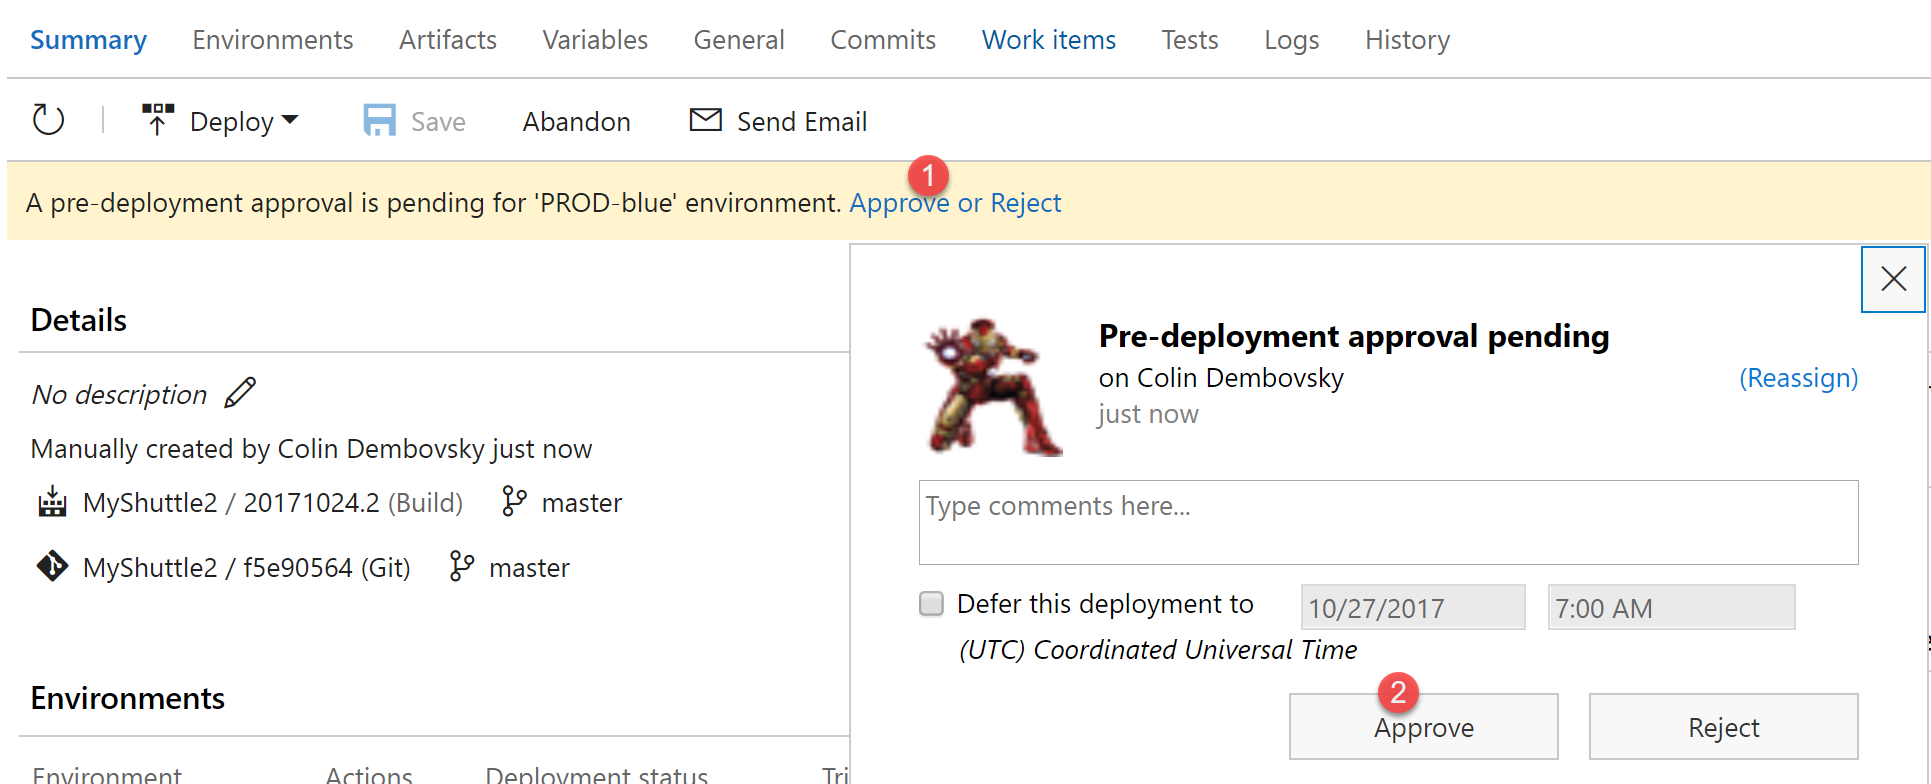 Summary Environments Artifacts Variables General Commits Work items Tests Logs History
Deploy Save Abandon Send Email
1
A pre-deployment approval is pending for 'PROD-blue' environment. Approve or Reject
Details
No description
Manually created by Colin Dembovsky just now
MyShuttle2 / 20171024.2 (Build) master
MyShuttle2 / f5e90564 (Git) master
Environments
Environment Actions Deployment status Tri
Pre-deployment approval pending
on Colin Dembovsky (Reassign)
just now
Type comments here...
Defer this deployment to 10/27/2017 7:00 AM
(UTC) Coordinated Universal Time
2
Approve Reject